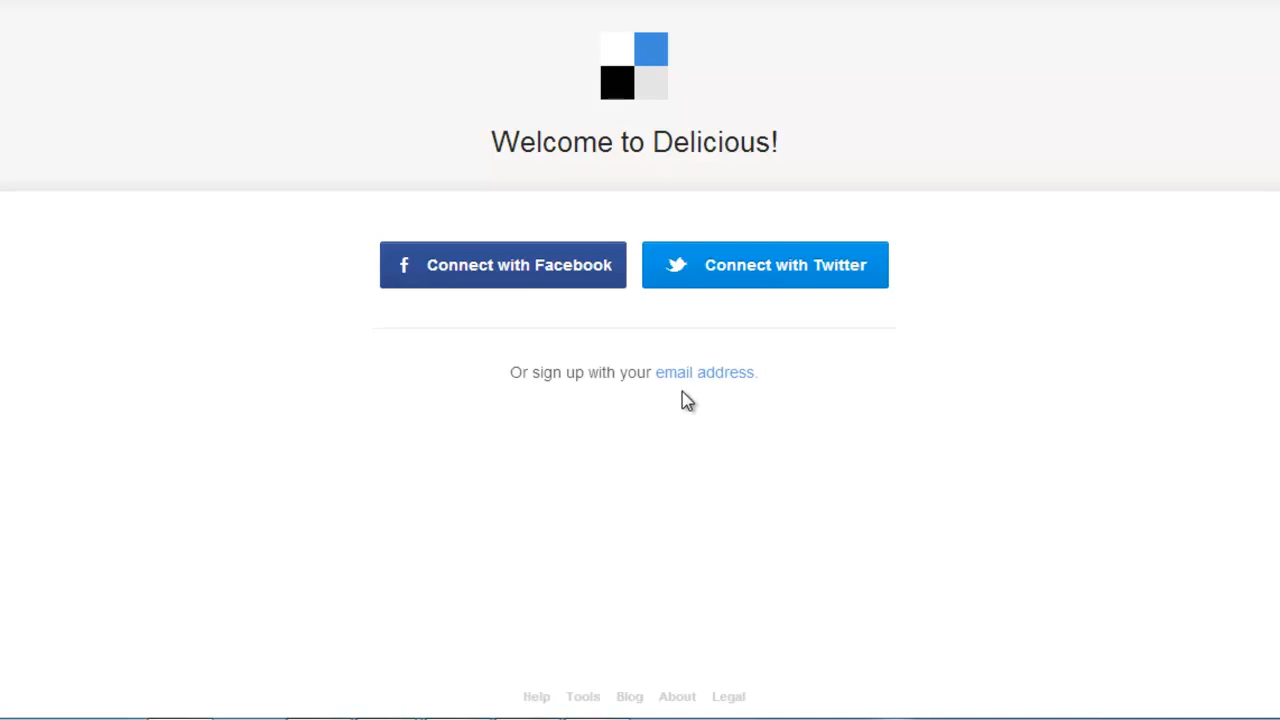 Welcome to Delicious!
f Connect with Facebook
Connect with Twitter
Or sign up with your email address.
Help Tools Blog About Legal